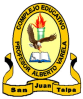 COMPLEJO EDUCATIVO
PROFESOR ALBERTO VARELA
San Juan Talpa